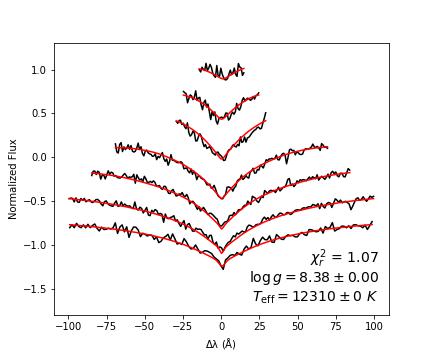 Normalized Flux
1.0
0.5
0.0
−0.5
−1.0
−1.5
χ²ᵣ = 1.07
log g = 8.38 ± 0.00
T_eff = 12310 ± 0 K
−100 −75 −50 −25 0 25 50 75 100
Δλ (Å)